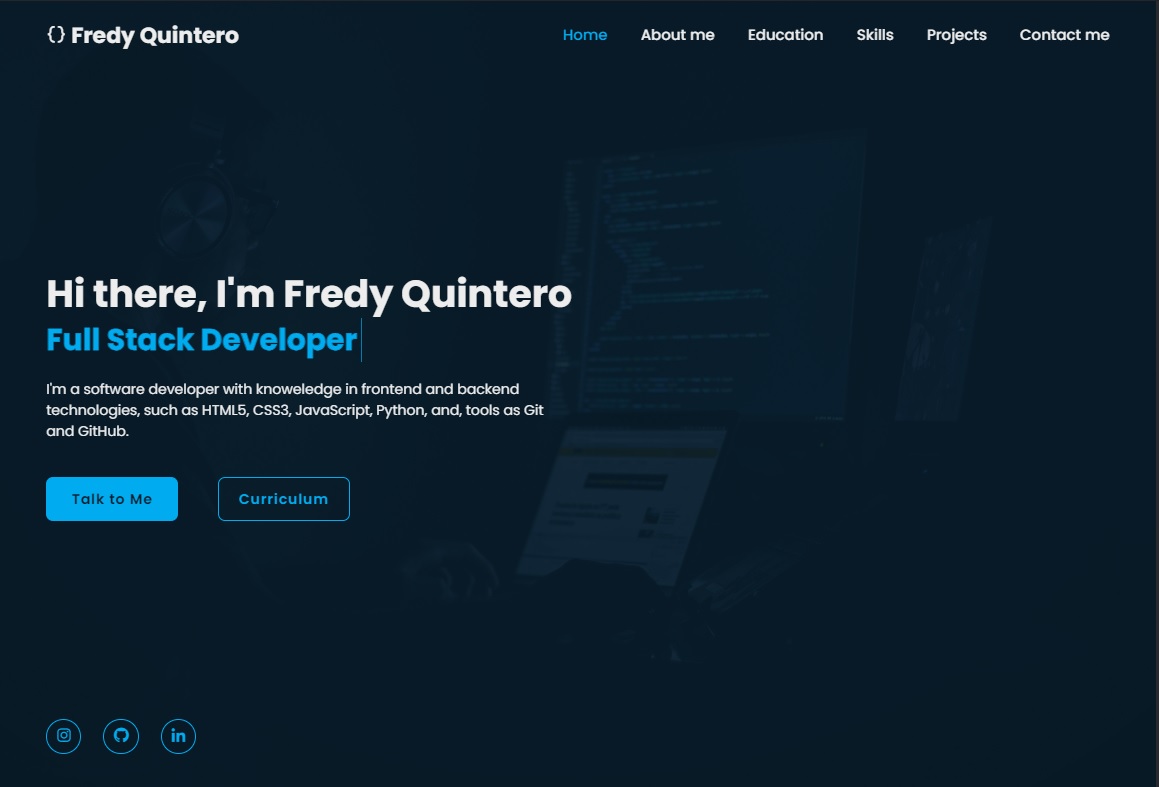 {} Fredy Quintero
Home About me Education Skills Projects Contact me
Hi there, I'm Fredy Quintero
Full Stack Developer
I'm a software developer with knoweledge in frontend and backend
technologies, such as HTML5, CSS3, JavaScript, Python, and, tools as Git
and GitHub.
Talk to Me Curriculum
in